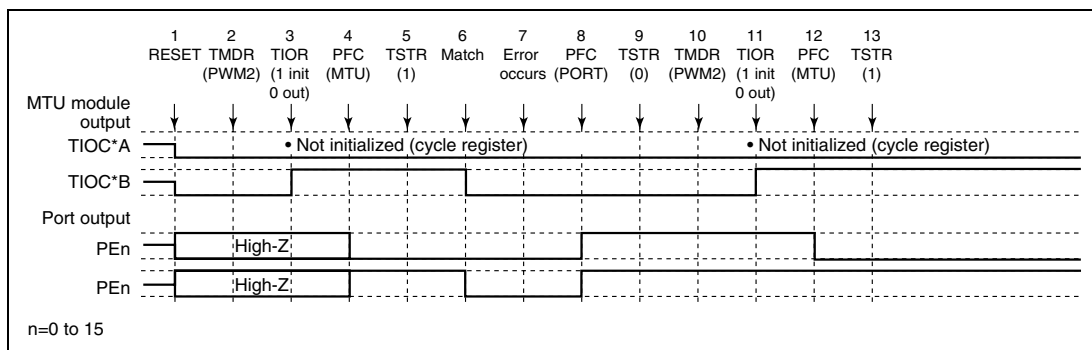 1 2 3 4 5 6 7 8 9 10 11 12 13
RESET TMDR TIOR PFC TSTR Match Error PFC TSTR TMDR TIOR PFC TSTR
(PWM2) (1 init (MTU) (1) occurs (PORT) (0) (PWM2) (1 init (MTU) (1)
0 out) 0 out)
MTU module
output
TIOC*A • Not initialized (cycle register) • Not initialized (cycle register)
TIOC*B
Port output
PEn High-Z
PEn High-Z
n=0 to 15